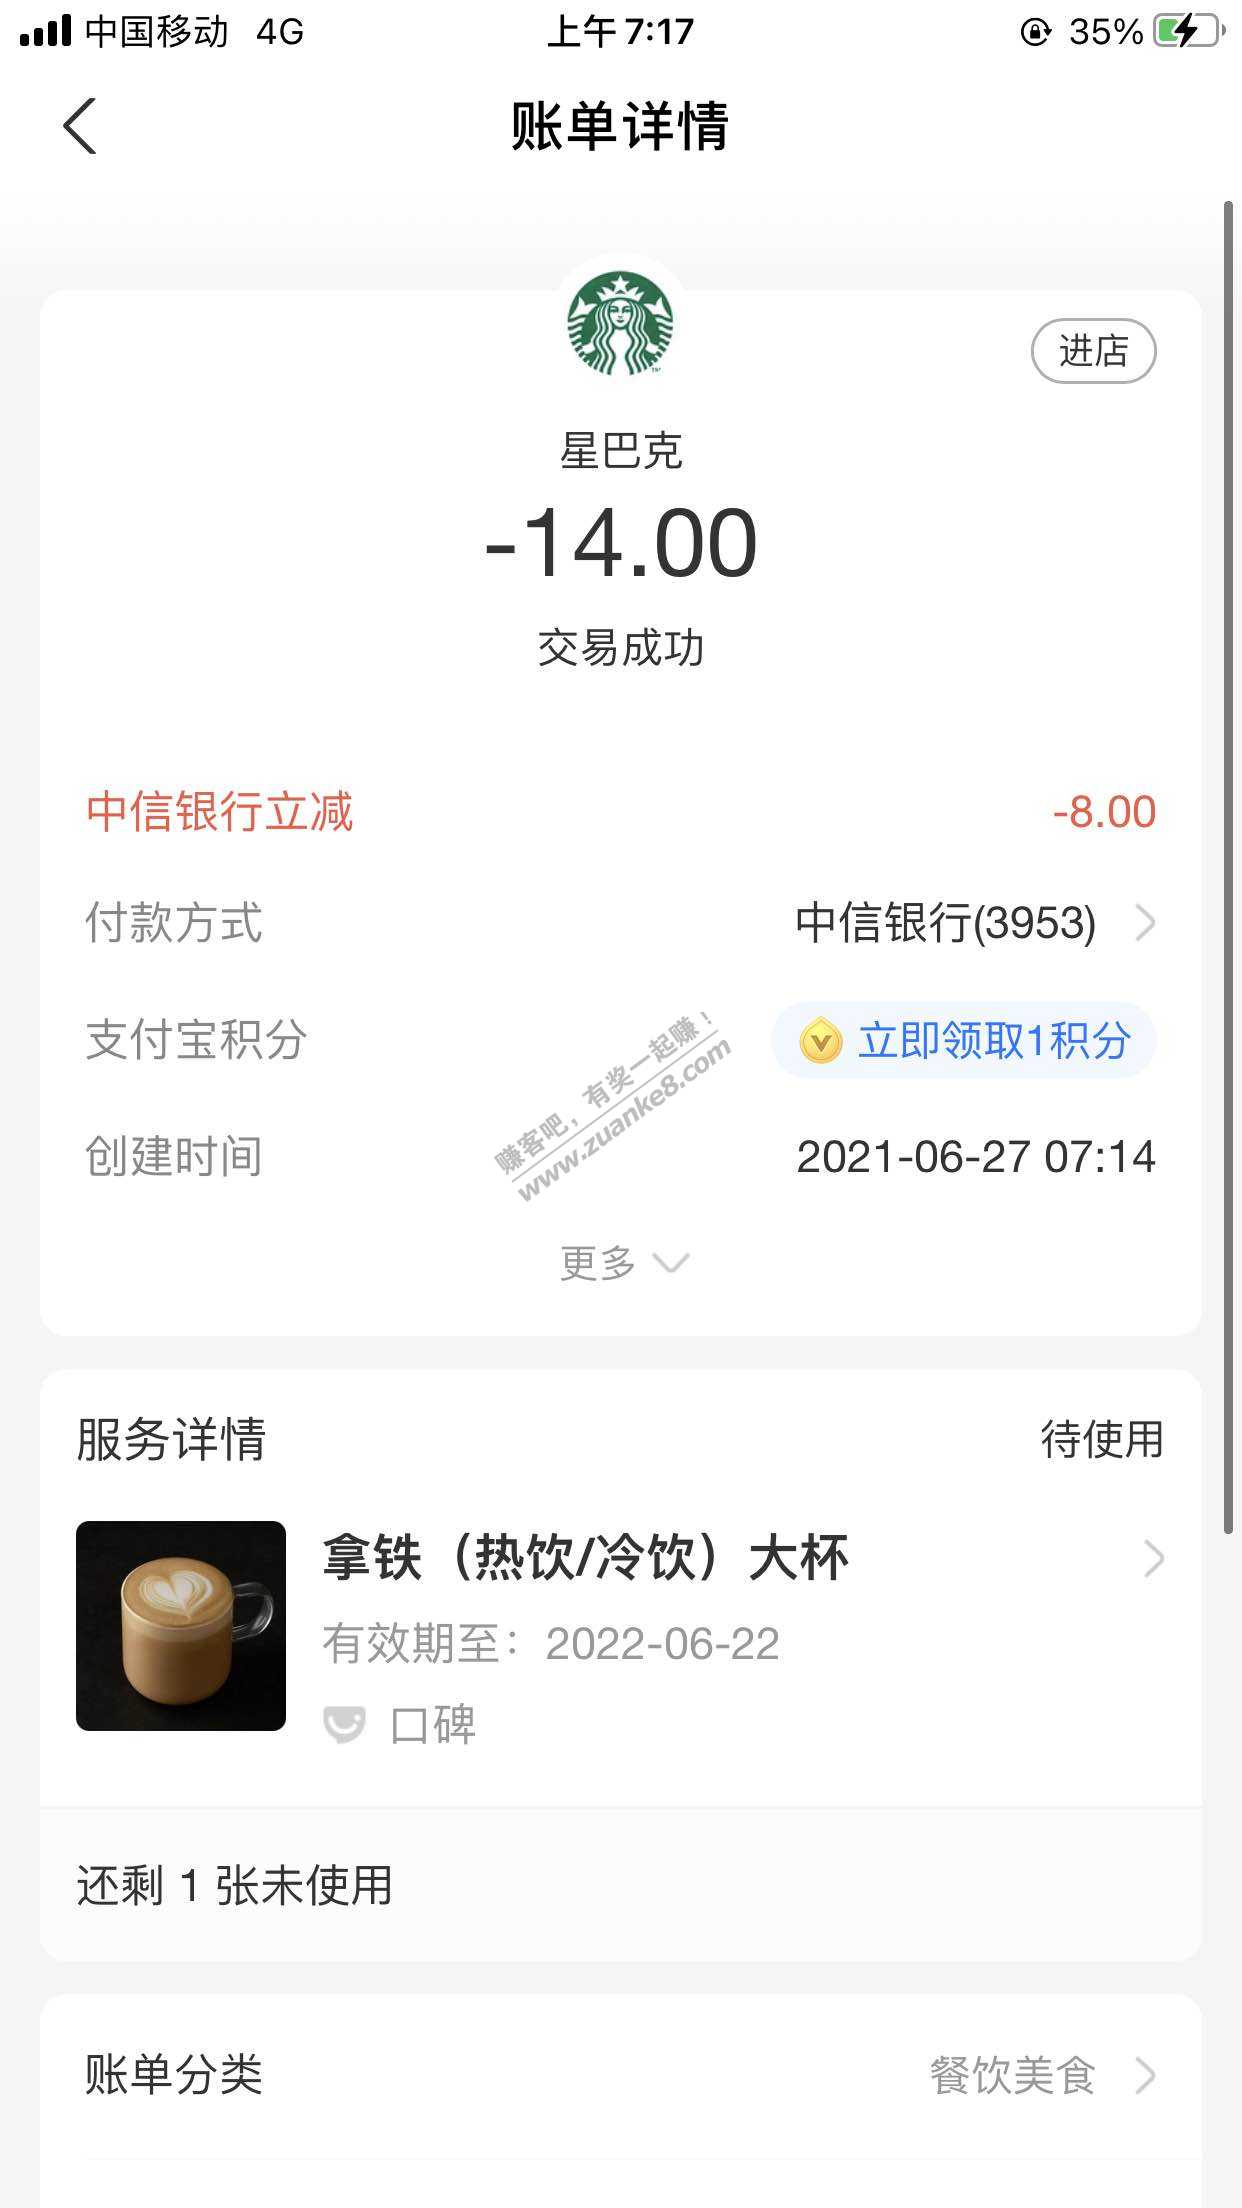 中国移动 4G 上午 7:17 35%
账单详情
进店
星巴克
-14.00
交易成功
中信银行立减 -8.00
付款方式 中信银行(3953)
支付宝积分 立即领取1积分
创建时间 2021-06-27 07:14
赚客吧，有奖一起赚！
www.zuanke8.com
更多
服务详情 待使用
拿铁（热饮/冷饮）大杯
有效期至：2022-06-22
口碑
还剩 1 张未使用
账单分类 餐饮美食